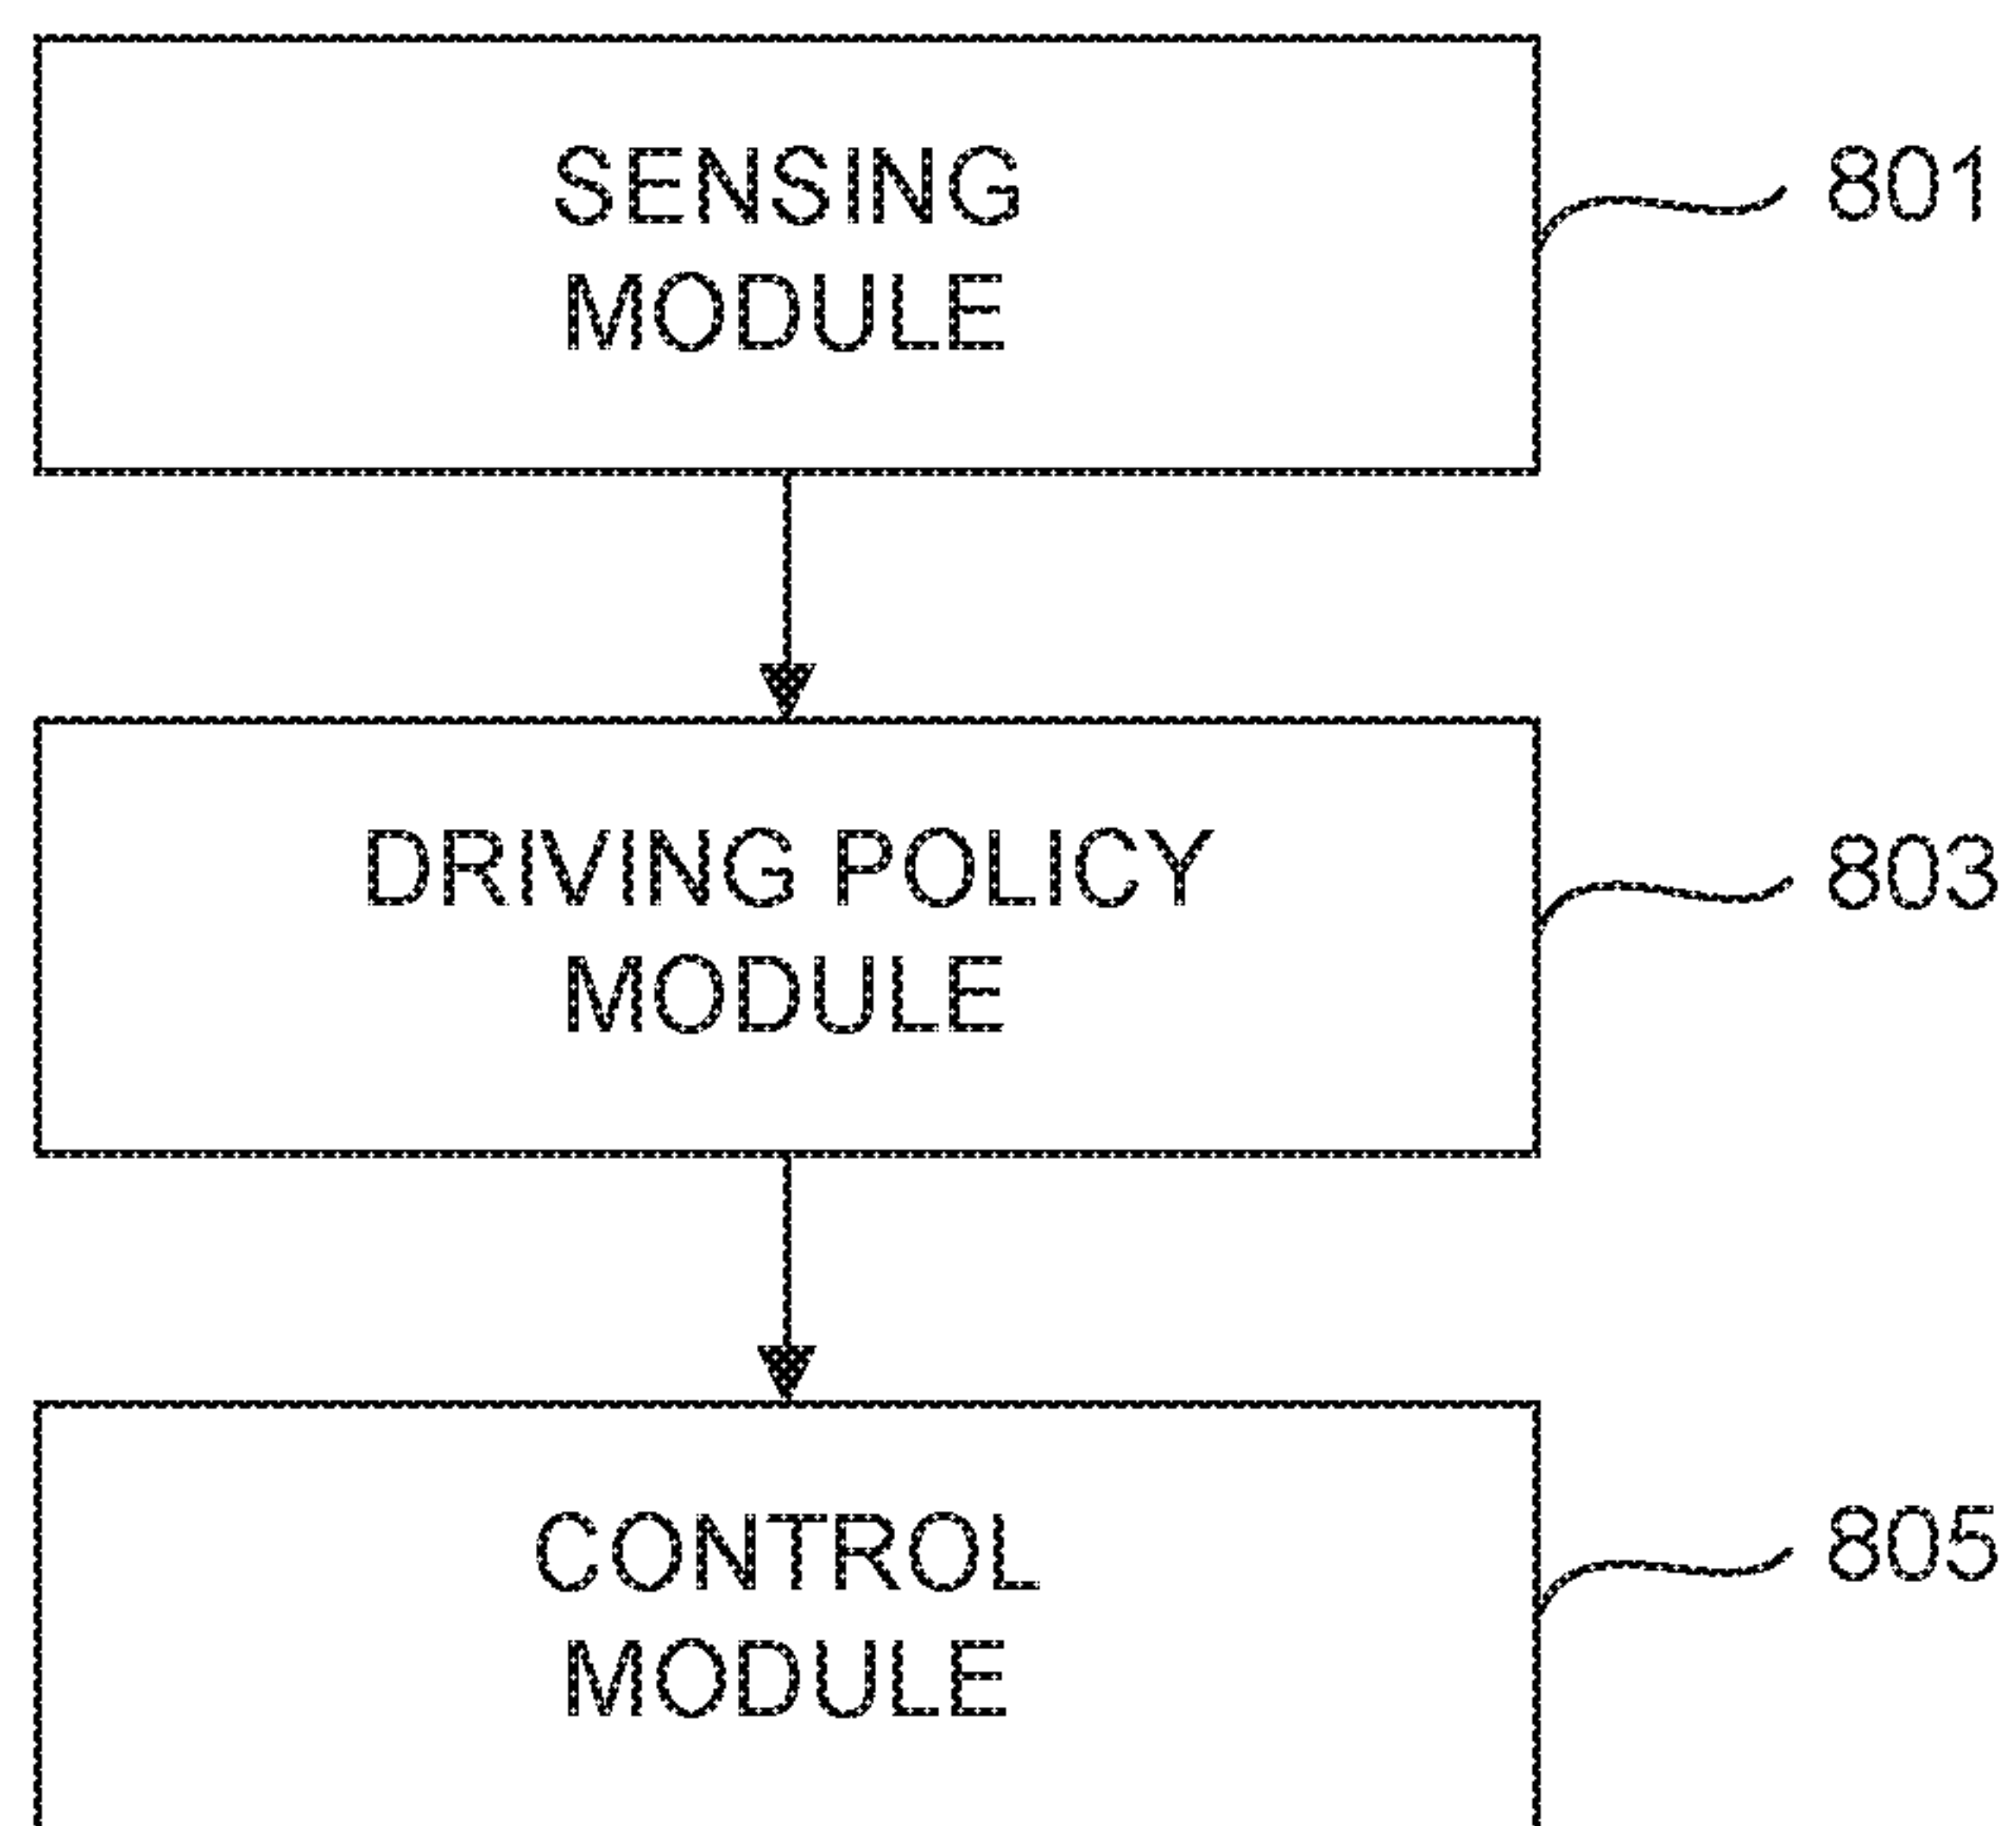 SENSING
MODULE
801
DRIVING POLICY
MODULE
803
CONTROL
MODULE
805